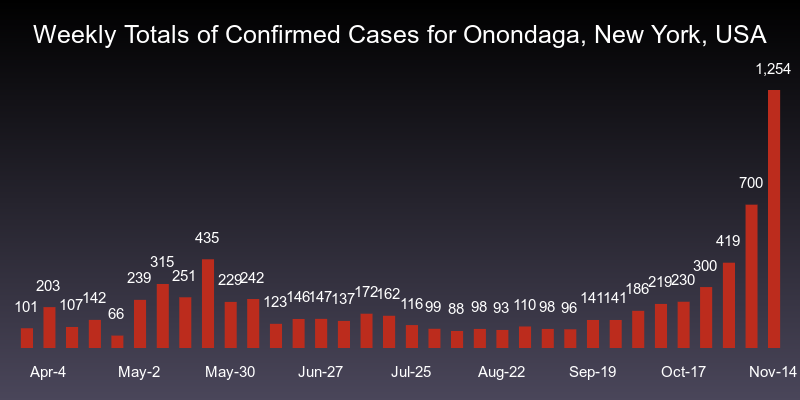 Weekly Totals of Confirmed Cases for Onondaga, New York, USA
101 203 107 142 66 239 315 251 435 229 242 123 146 147 137 172 162 116 99 88 98 93 110 98 96 141 141 186 219 230 300 419 700 1,254
Apr-4 May-2 May-30 Jun-27 Jul-25 Aug-22 Sep-19 Oct-17 Nov-14